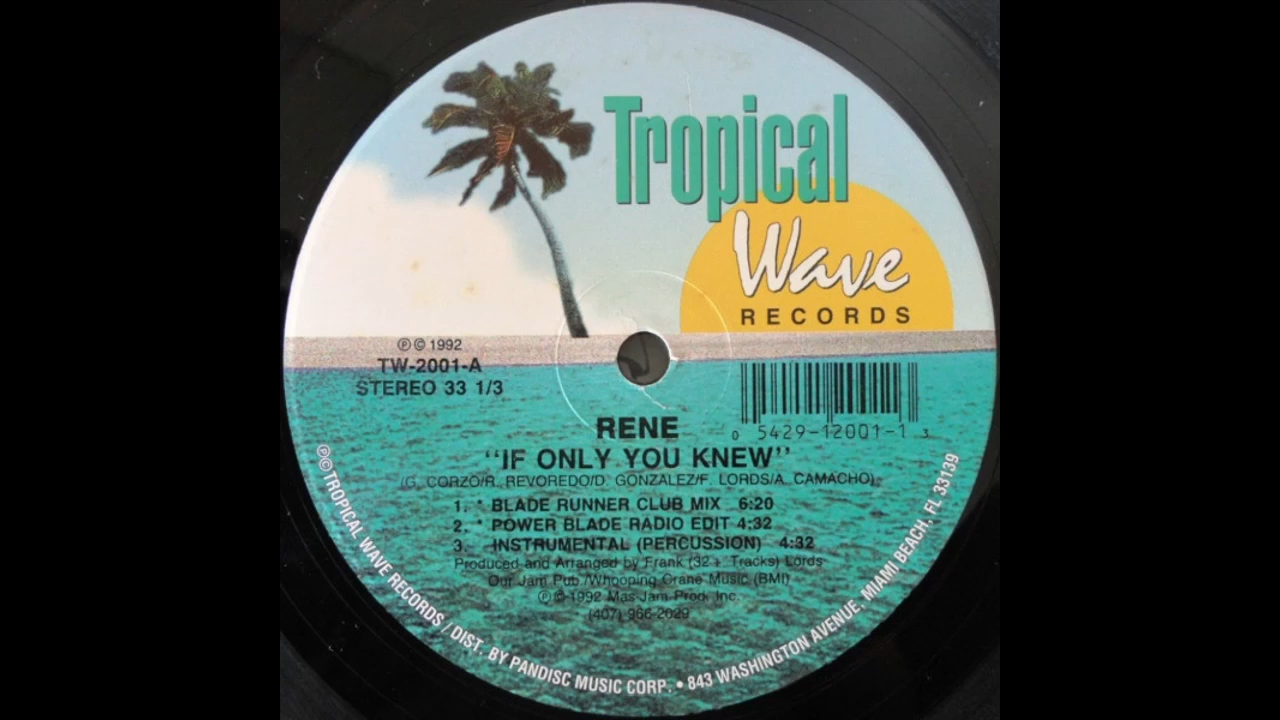 Tropical
Wave
RECORDS
℗ © 1992
TW-2001-A
STEREO 33 1/3
0 5429-12001-1 3
RENE
"IF ONLY YOU KNEW"
(G. CORZO/R. REVOREDO/D. GONZALEZ/F. LORDS/A. CAMACHO)
1. * BLADE RUNNER CLUB MIX 6:20
2. * POWER BLADE RADIO EDIT 4:32
3. INSTRUMENTAL (PERCUSSION) 4:32
Produced and Arranged by Frank (32 + Tracks) Lords
Our Jam Pub./Whooping Crane Music (BMI)
℗ © 1992 Mas Jam Prod. Inc.
(407) 966-2029
℗©TROPICAL WAVE RECORDS / DIST. BY PANDISC MUSIC CORP. • 843 WASHINGTON AVENUE, MIAMI BEACH, FL 33139